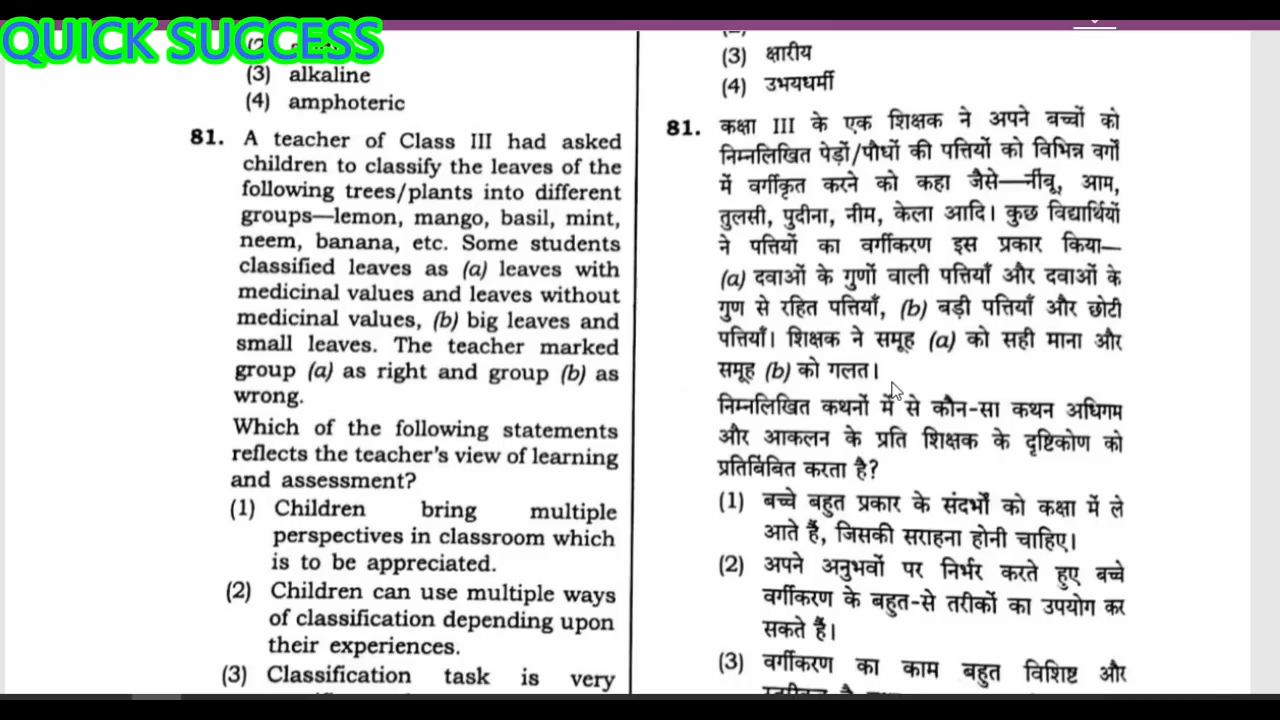 QUICK SUCCESS
(3) alkaline
(4) amphoteric
81. A teacher of Class III had asked
children to classify the leaves of the
following trees/plants into different
groups—lemon, mango, basil, mint,
neem, banana, etc. Some students
classified leaves as (a) leaves with
medicinal values and leaves without
medicinal values, (b) big leaves and
small leaves. The teacher marked
group (a) as right and group (b) as
wrong.
Which of the following statements
reflects the teacher's view of learning
and assessment?
(1) Children bring multiple
perspectives in classroom which
is to be appreciated.
(2) Children can use multiple ways
of classification depending upon
their experiences.
(3) Classification task is very
(3) क्षारीय
(4) उभयधर्मी
81. कक्षा III के एक शिक्षक ने अपने बच्चों को
निम्नलिखित पेड़ों/पौधों की पत्तियों को विभिन्न वर्गों
में वर्गीकृत करने को कहा जैसे—नींबू, आम,
तुलसी, पुदीना, नीम, केला आदि। कुछ विद्यार्थियों
ने पत्तियों का वर्गीकरण इस प्रकार किया—
(a) दवाओं के गुणों वाली पत्तियाँ और दवाओं के
गुण से रहित पत्तियाँ, (b) बड़ी पत्तियाँ और छोटी
पत्तियाँ। शिक्षक ने समूह (a) को सही माना और
समूह (b) को गलत।
निम्नलिखित कथनों में से कौन-सा कथन अधिगम
और आकलन के प्रति शिक्षक के दृष्टिकोण को
प्रतिबिंबित करता है?
(1) बच्चे बहुत प्रकार के संदर्भों को कक्षा में ले
आते हैं, जिसकी सराहना होनी चाहिए।
(2) अपने अनुभवों पर निर्भर करते हुए बच्चे
वर्गीकरण के बहुत-से तरीकों का उपयोग कर
सकते हैं।
(3) वर्गीकरण का काम बहुत विशिष्ट और